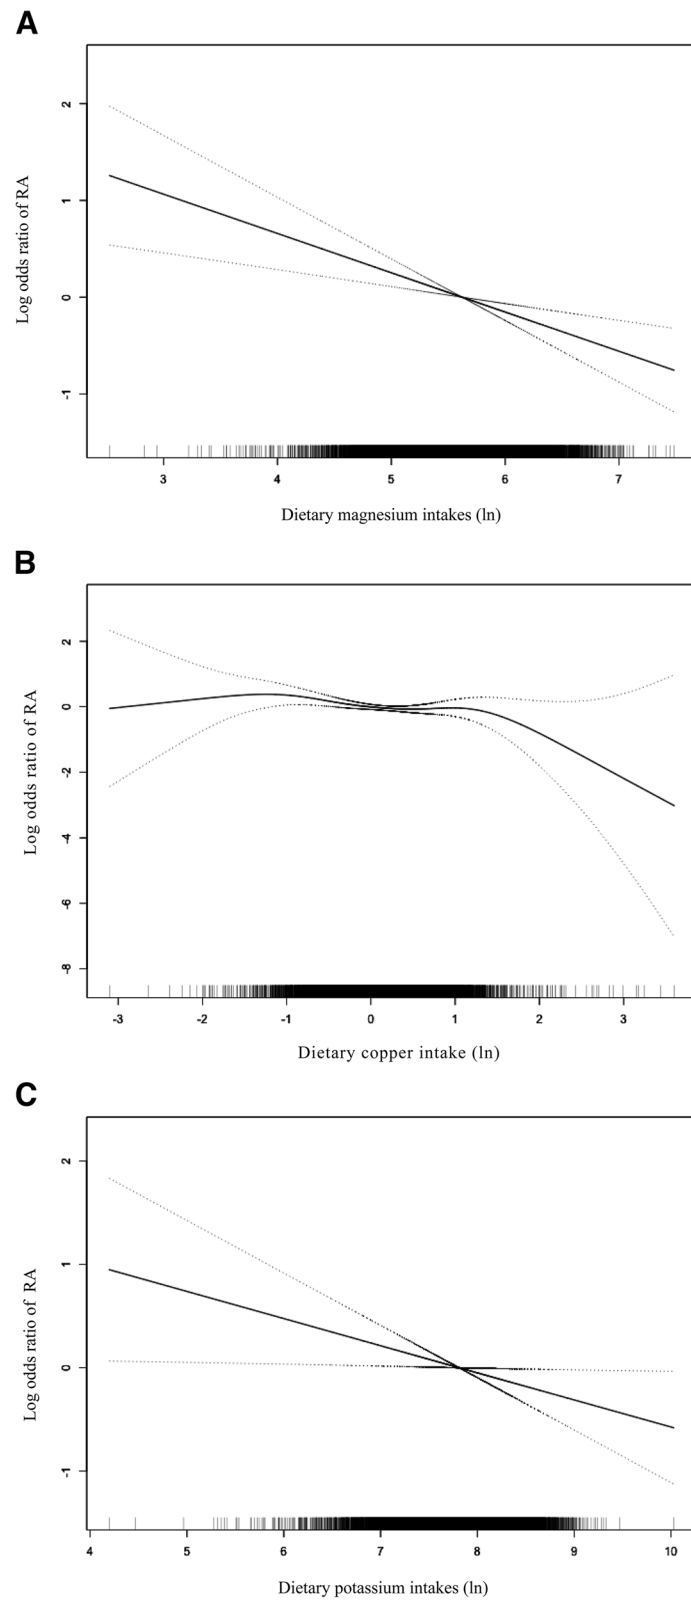 A
Log odds ratio of RA
2
1
0
-1
3 4 5 6 7
Dietary magnesium intakes (ln)
B
Log odds ratio of RA
2
0
-2
-4
-6
-8
-3 -2 -1 0 1 2 3
Dietary copper intake (ln)
C
Log odds ratio of RA
2
1
0
-1
4 5 6 7 8 9 10
Dietary potassium intakes (ln)